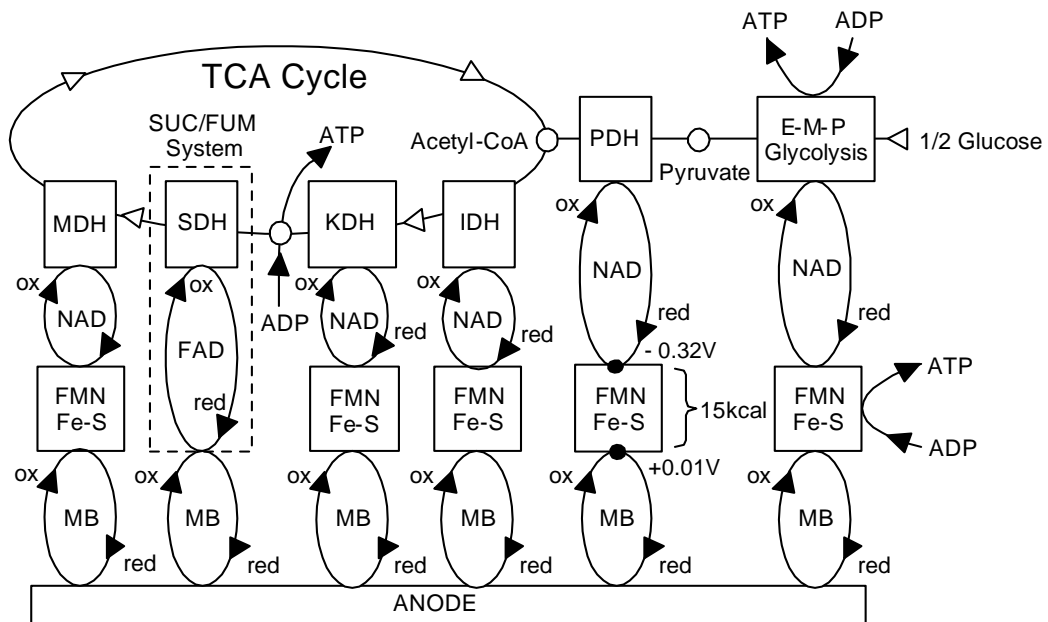 ATP
ADP
TCA Cycle
SUC/FUM
System
ATP
Acetyl-CoA
PDH
Pyruvate
E-M-P
Glycolysis
1/2 Glucose
MDH
SDH
KDH
IDH
ox
ox
ox
ox
ox
ox
NAD
FAD
ADP
NAD
NAD
NAD
NAD
red
red
red
red
red
- 0.32V
FMN
Fe-S
FMN
Fe-S
FMN
Fe-S
FMN
Fe-S
15kcal
FMN
Fe-S
ATP
ADP
+0.01V
ox
ox
ox
ox
ox
ox
MB
MB
MB
MB
MB
MB
red
red
red
red
red
red
ANODE